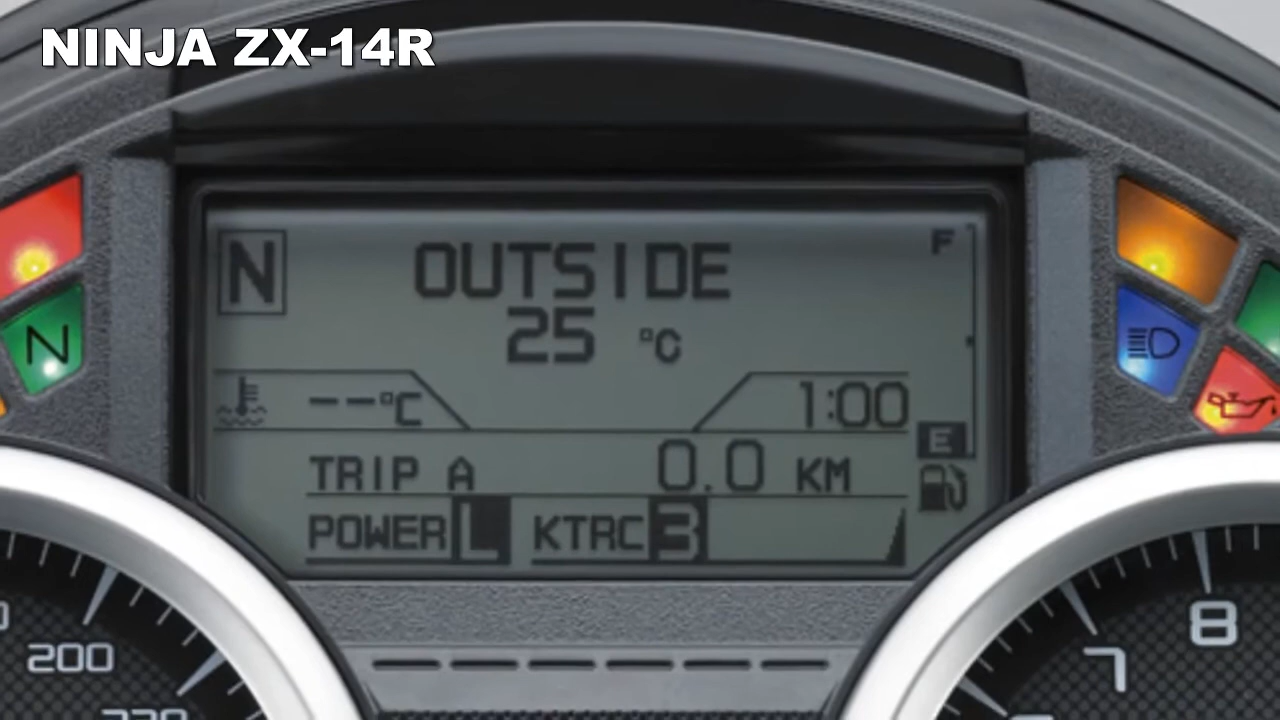 NINJA ZX-14R
N OUTSIDE F
25 °C
N
--°C 1:00
E
TRIP A 0.0 KM
POWER L KTRC 3
8
200 7